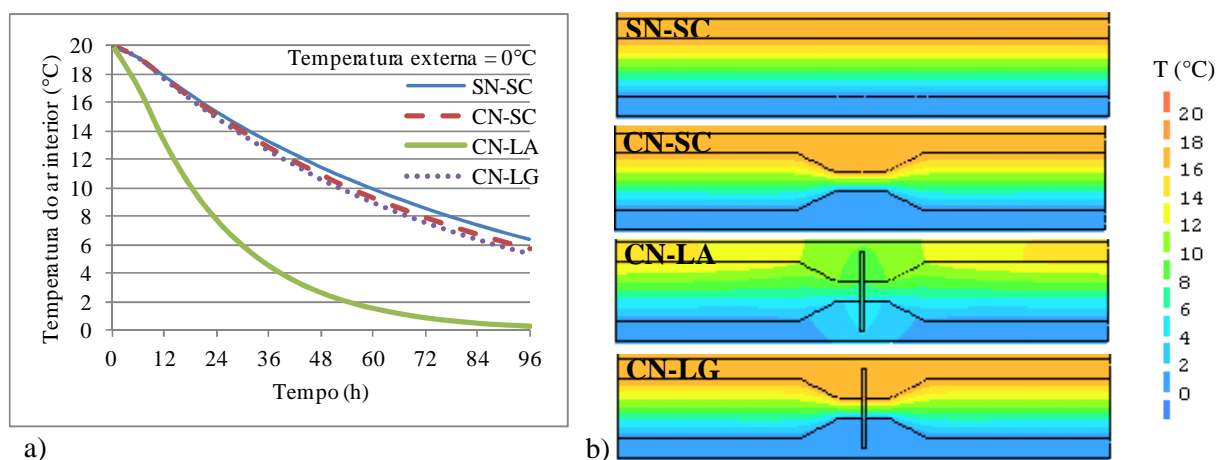 Temperatura do ar interior (°C)
20
18
16
14
12
10
8
6
4
2
0
Temperatura externa = 0°C
SN-SC
CN-SC
CN-LA
CN-LG
0 12 24 36 48 60 72 84 96
Tempo (h)
a)
SN-SC
CN-SC
CN-LA
CN-LG
b)
T (°C)
20
18
16
14
12
10
8
6
4
2
0